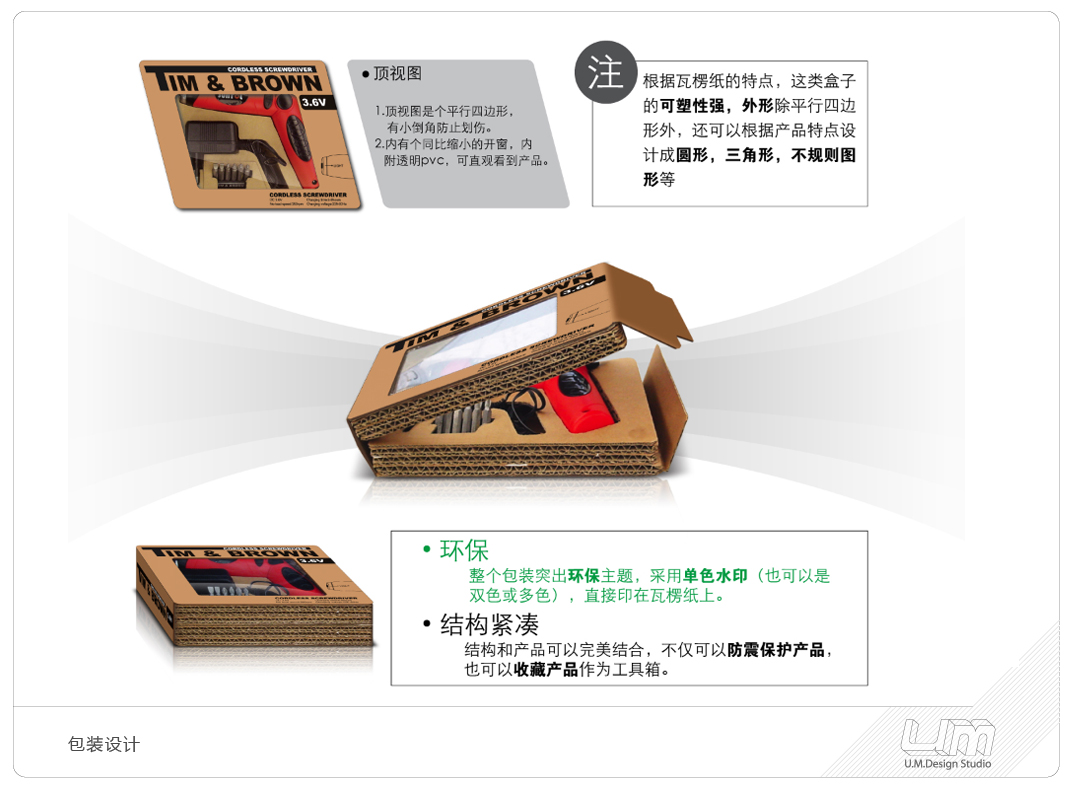 CORDLESS SCREWDRIVER
TIM & BROWN
3.6V
CORDLESS SCREWDRIVER
● 顶视图
1.顶视图是个平行四边形，
有小倒角防止划伤。
2.内有个同比缩小的开窗，内
附透明pvc，可直观看到产品。
注
根据瓦楞纸的特点，这类盒子
的可塑性强，外形除平行四边
形外，还可以根据产品特点设
计成圆形，三角形，不规则图
形等
TIM & BROWN
CORDLESS SCREWDRIVER
TIM & BROWN
3.6V
CORDLESS SCREWDRIVER
• 环保
整个包装突出环保主题，采用单色水印（也可以是
双色或多色），直接印在瓦楞纸上。
• 结构紧凑
结构和产品可以完美结合，不仅可以防震保护产品，
也可以收藏产品作为工具箱。
包装设计
UM
U.M.Design Studio